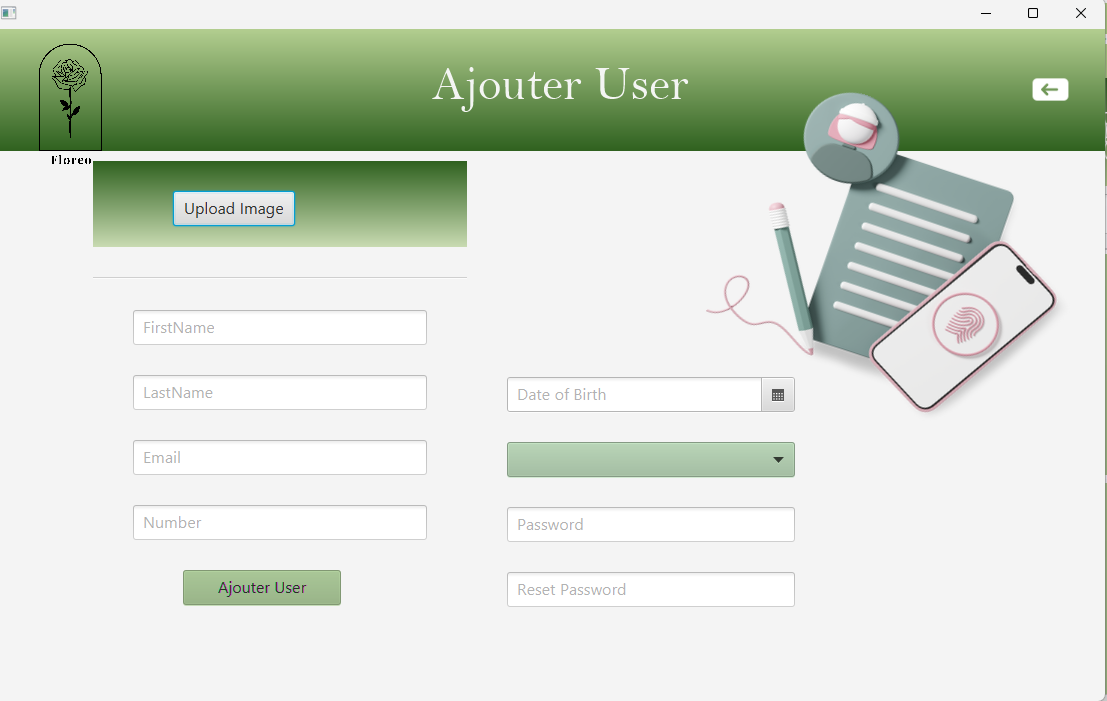 Ajouter User
Floreo
Upload Image
FirstName
LastName
Email
Number
Ajouter User
Date of Birth
Password
Reset Password